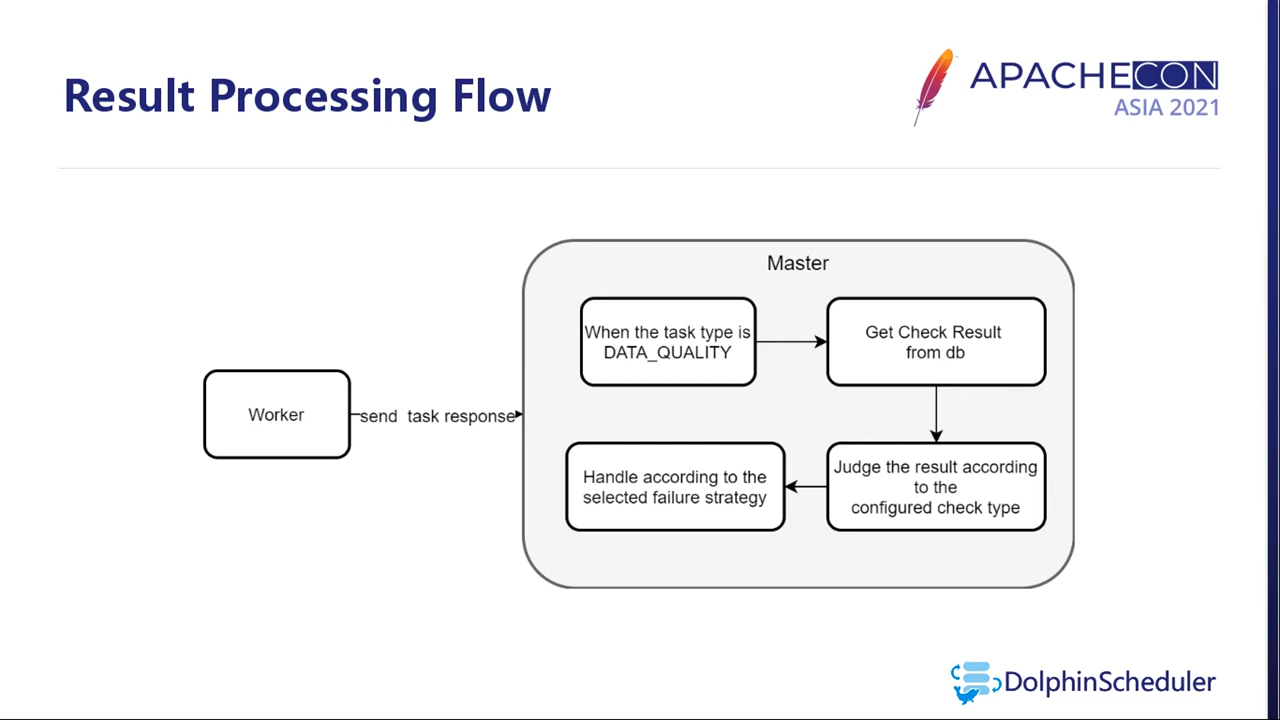 Result Processing Flow
APACHECON
ASIA 2021
Master
When the task type is
DATA_QUALITY
Get Check Result
from db
Worker
send task response
Handle according to the
selected failure strategy
Judge the result according
to the
configured check type
DolphinScheduler